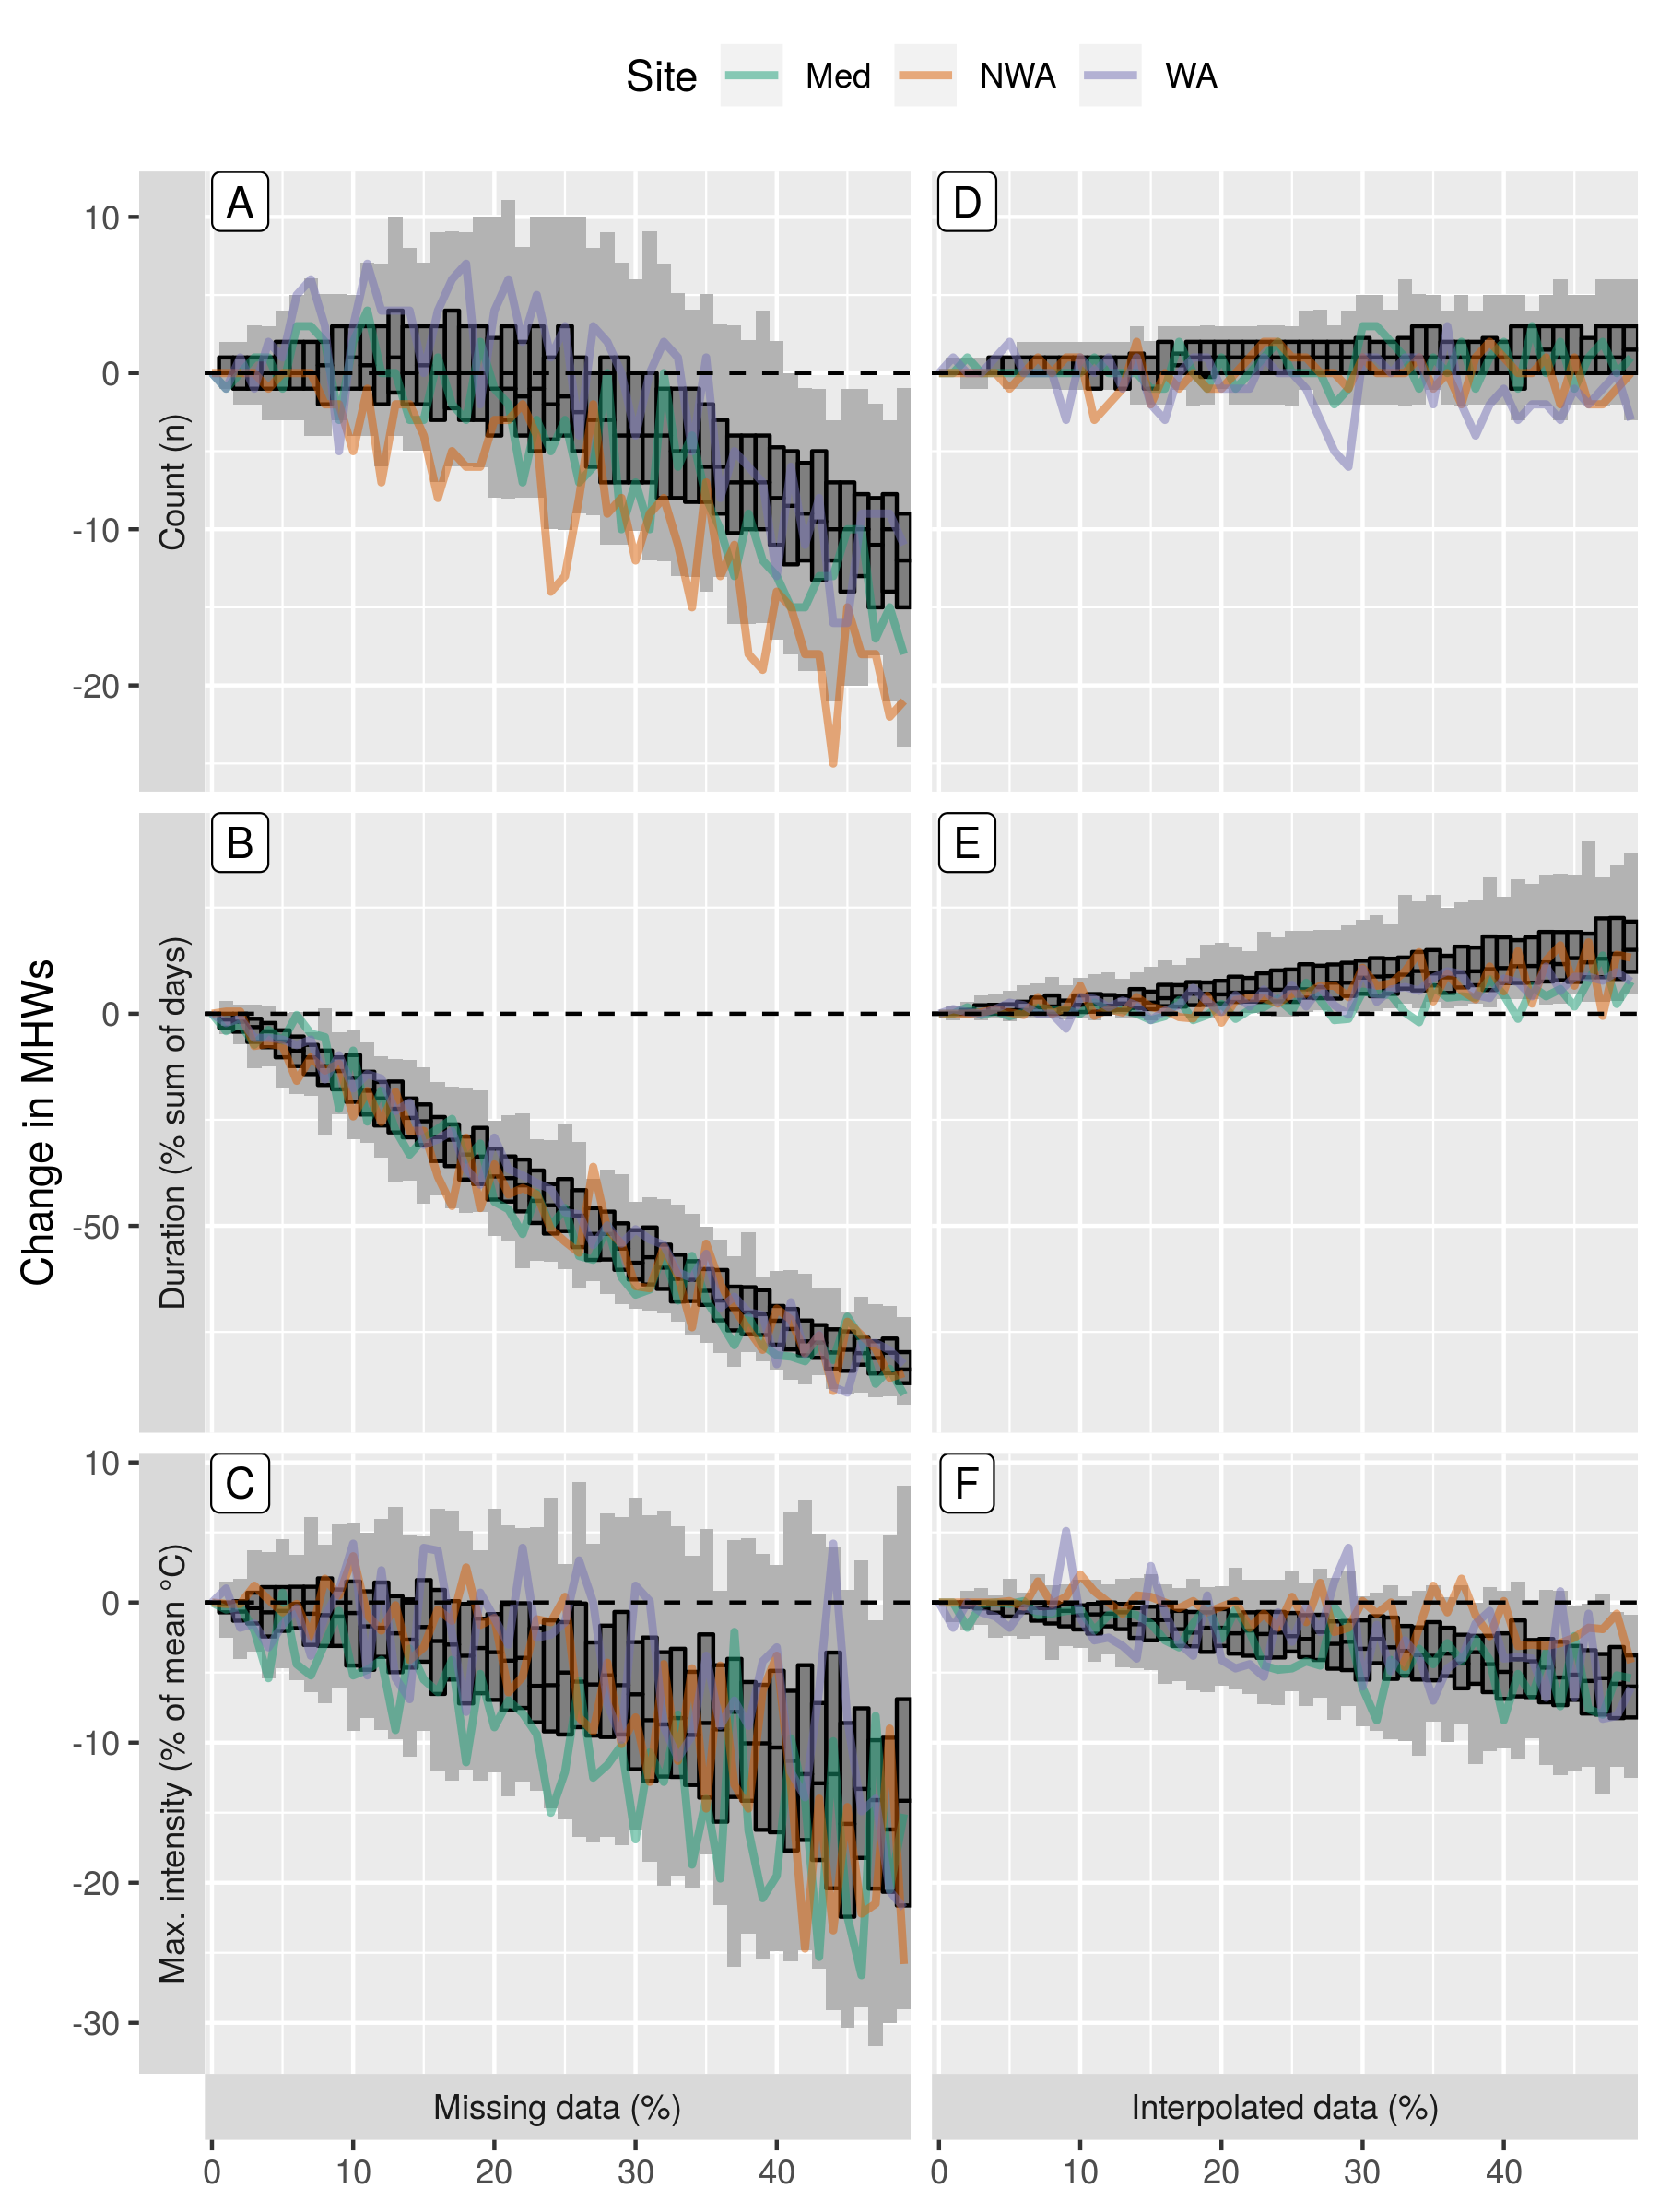 Site Med NWA WA
A
D
10
0
-10
-20
Count (n)
B
E
0
-50
Duration (% sum of days)
Change in MHWs
C
F
10
0
-10
-20
-30
Max. intensity (% of mean °C)
Missing data (%)
Interpolated data (%)
0 10 20 30 40
0 10 20 30 40